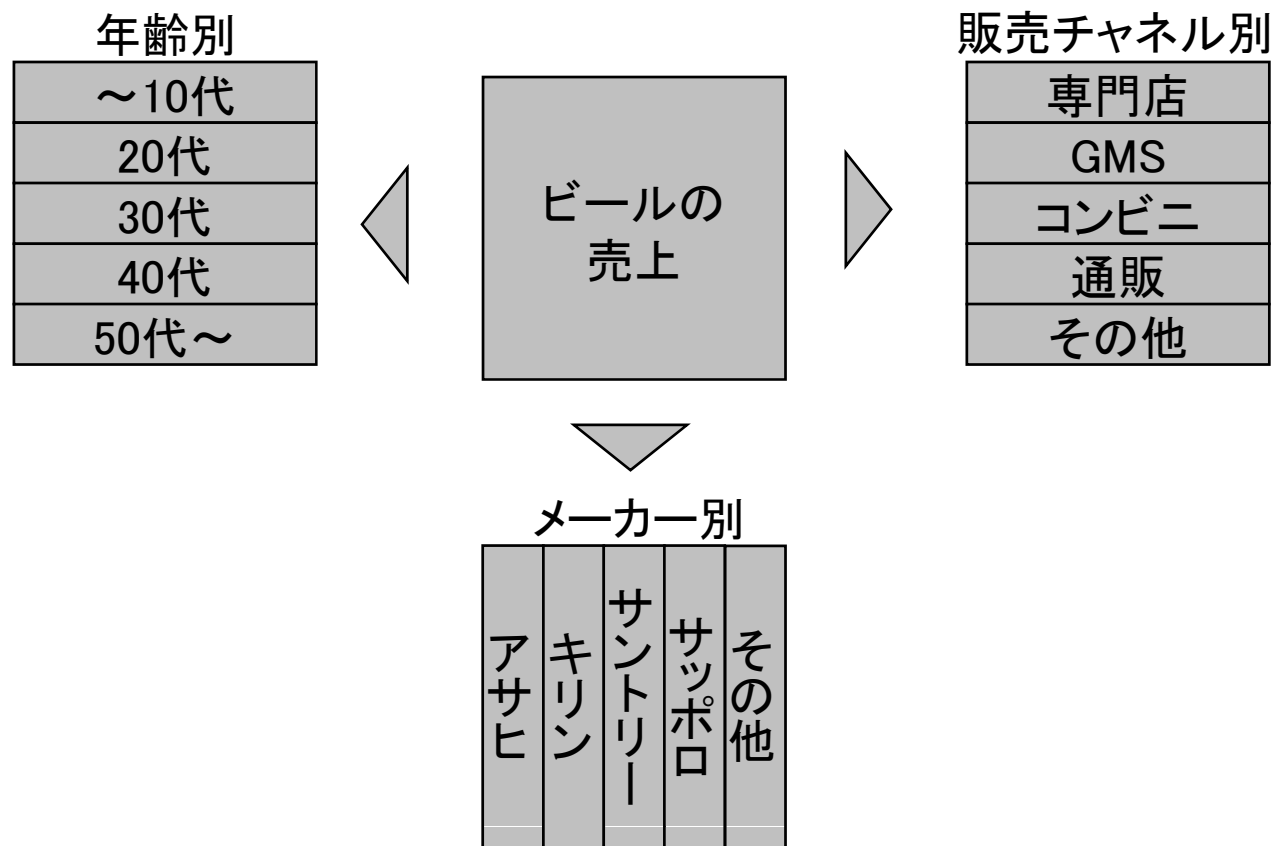 年齢別
～10代
20代
30代
40代
50代～
ビールの
売上
販売チャネル別
専門店
GMS
コンビニ
通販
その他
メーカー別
アサヒ
キリン
サントリー
サッポロ
その他